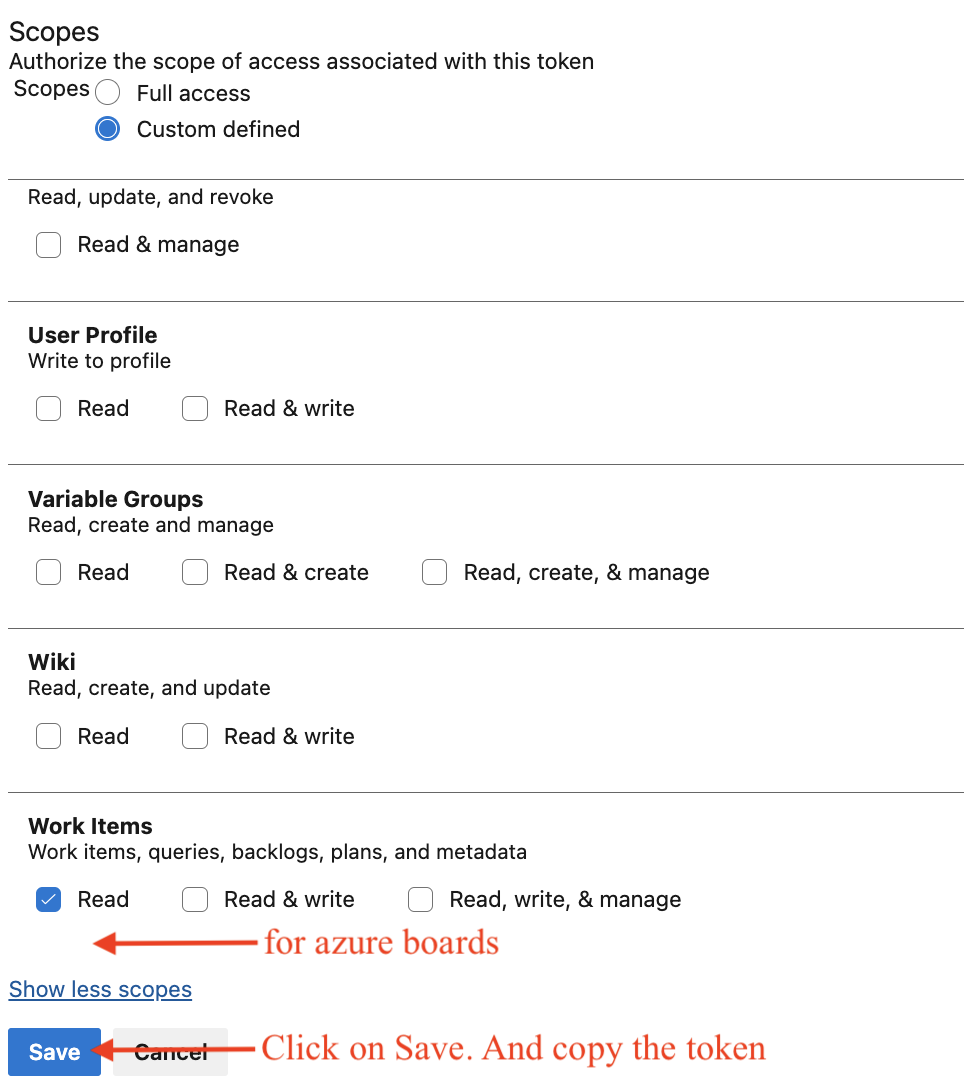 Scopes
Authorize the scope of access associated with this token
Scopes Full access
Custom defined
Read, update, and revoke
Read & manage
User Profile
Write to profile
Read Read & write
Variable Groups
Read, create and manage
Read Read & create Read, create, & manage
Wiki
Read, create, and update
Read Read & write
Work Items
Work items, queries, backlogs, plans, and metadata
Read Read & write Read, write, & manage
for azure boards
Show less scopes
Save Cancel Click on Save. And copy the token